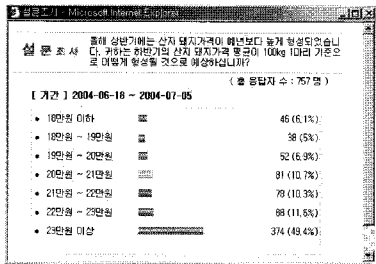 설문조사 - Microsoft Internet Explorer
설문조사
올해 상반기에는 산지 돼지가격이 예년보다 높게 형성되었습니
다. 귀하는 하반기의 산지 돼지가격 평균이 100kg 1마리 기준으
로 어떻게 형성될 것으로 예상하십니까?
( 총 응답자 수 : 757 명 )
[ 기간 ] 2004-06-18 ~ 2004-07-05
• 18만원 이하 46 (6,1%)
• 18만원 ~ 19만원 38 (5%)
• 19만원 ~ 20만원 52 (6,9%)
• 20만원 ~ 21만원 81 (10,7%)
• 21만원 ~ 22만원 78 (10,3%)
• 22만원 ~ 23만원 88 (11,6%)
• 23만원 이상 374 (49,4%)